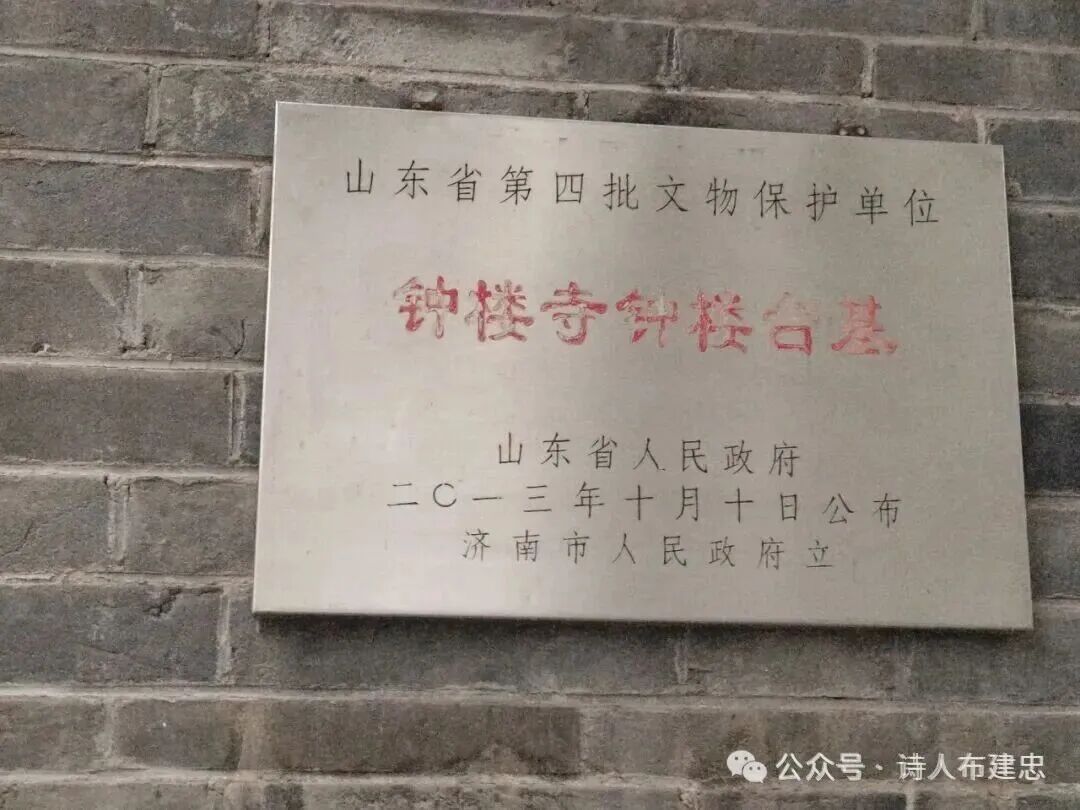 山东省第四批文物保护单位
钟楼寺钟楼台基
山东省人民政府
二〇一三年十月十日公布
济南市人民政府立
公众号·诗人布建忠